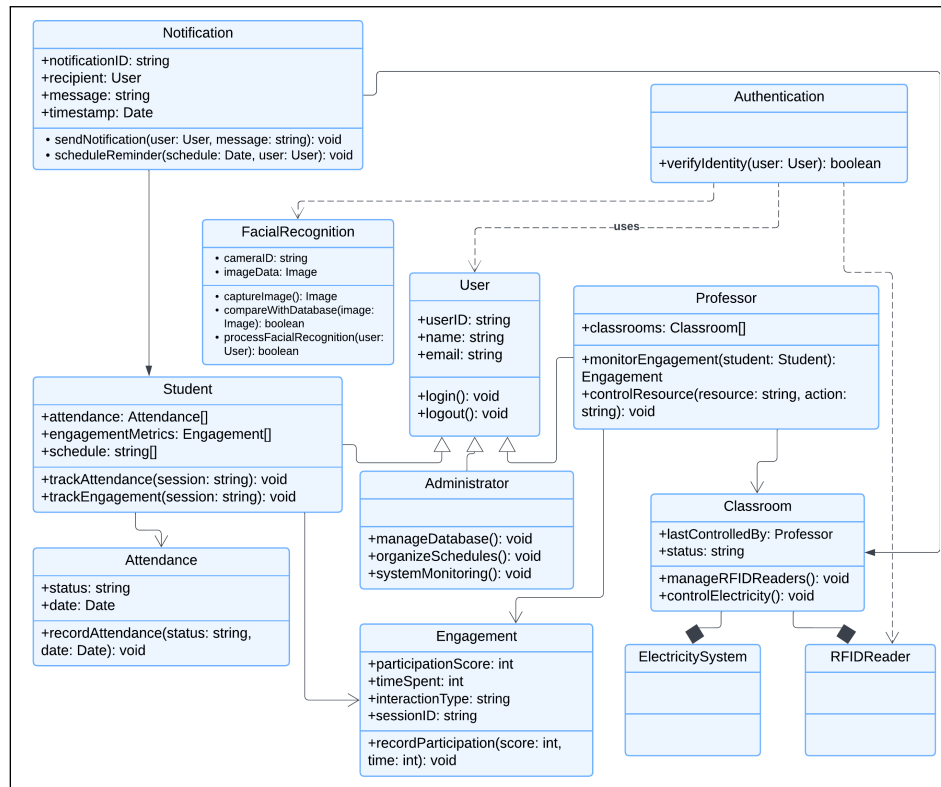 Notification
+notificationID: string
+recipient: User
+message: string
+timestamp: Date
• sendNotification(user: User, message: string): void
• scheduleReminder(schedule: Date, user: User): void
Authentication
+verifyIdentity(user: User): boolean
uses
FacialRecognition
• cameraID: string
• imageData: Image
• captureImage(): Image
• compareWithDatabase(image:
Image): boolean
• processFacialRecognition(user:
User): boolean
User
+userID: string
+name: string
+email: string
+login(): void
+logout(): void
Professor
+classrooms: Classroom[]
+monitorEngagement(student: Student):
Engagement
+controlResource(resource: string, action:
string): void
Student
+attendance: Attendance[]
+engagementMetrics: Engagement[]
+schedule: string[]
+trackAttendance(session: string): void
+trackEngagement(session: string): void
Administrator
+manageDatabase(): void
+organizeSchedules(): void
+systemMonitoring(): void
Classroom
+lastControlledBy: Professor
+status: string
+manageRFIDReaders(): void
+controlElectricity(): void
Attendance
+status: string
+date: Date
+recordAttendance(status: string,
date: Date): void
Engagement
+participationScore: int
+timeSpent: int
+interactionType: string
+sessionID: string
+recordParticipation(score: int,
time: int): void
ElectricitySystem
RFIDReader